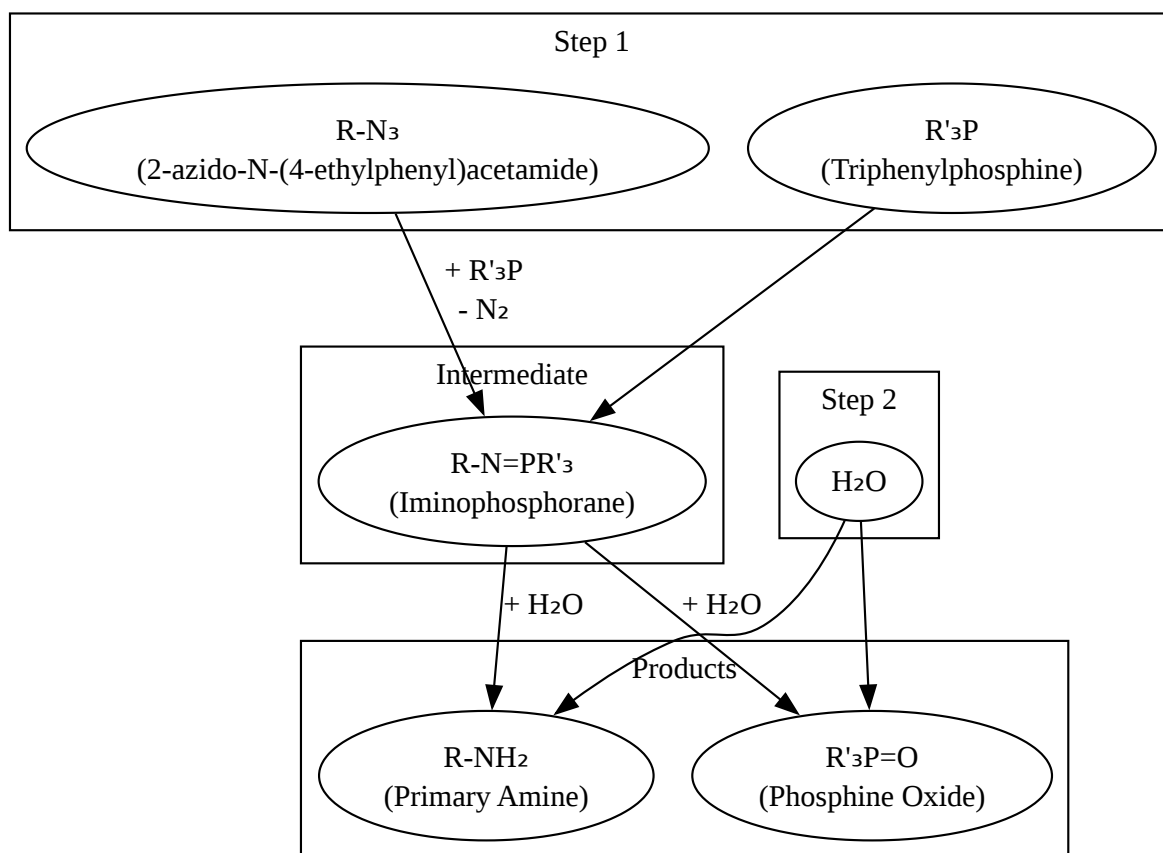 Step 1
R-N₃
(2-azido-N-(4-ethylphenyl)acetamide)
R'₃P
(Triphenylphosphine)
+ R'₃P
- N₂
Intermediate
R-N=PR'₃
(Iminophosphorane)
Step 2
H₂O
+ H₂O
+ H₂O
Products
R-NH₂
(Primary Amine)
R'₃P=O
(Phosphine Oxide)